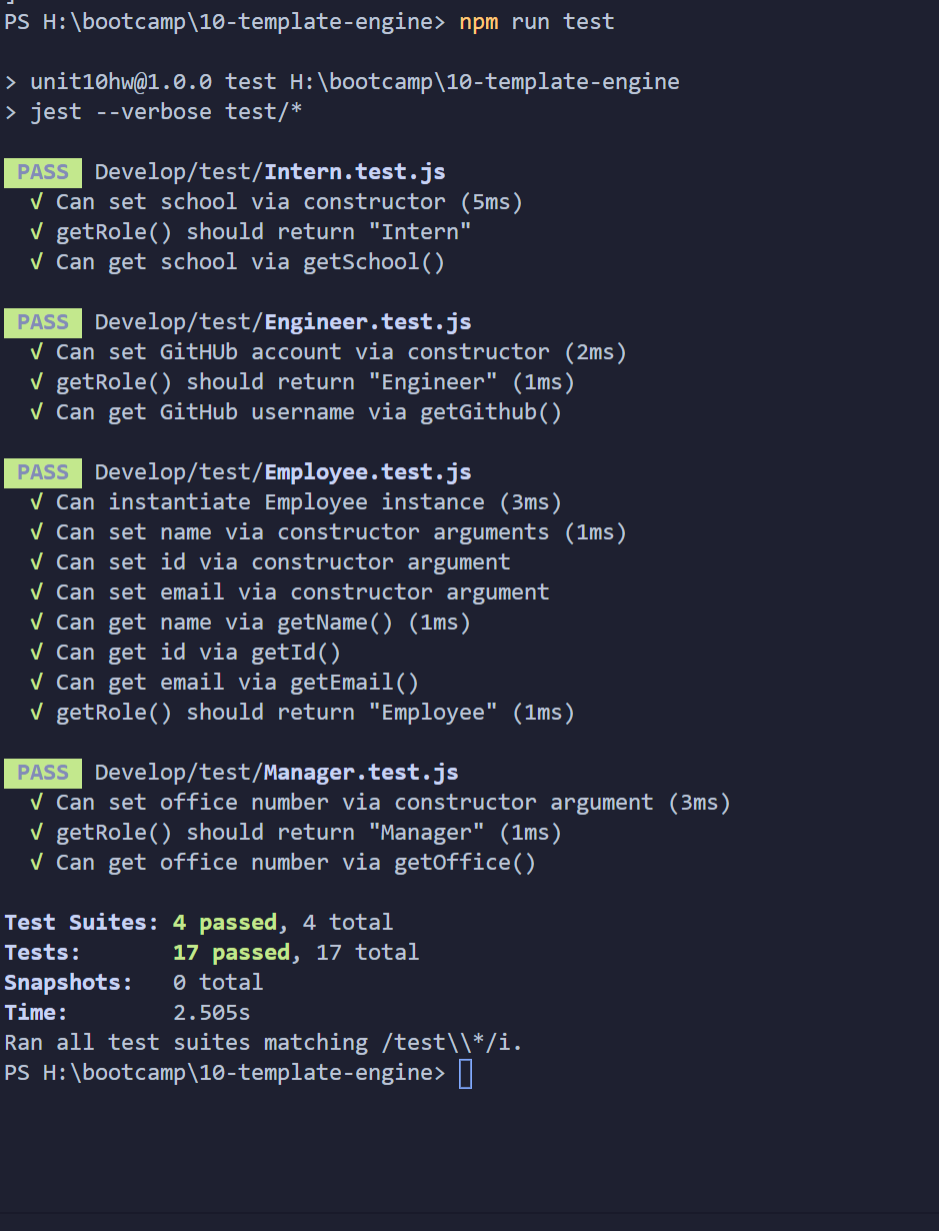 PS H:\bootcamp\10-template-engine> npm run test
> unit10hw@1.0.0 test H:\bootcamp\10-template-engine
> jest --verbose test/*
PASS Develop/test/Intern.test.js
√ Can set school via constructor (5ms)
√ getRole() should return "Intern"
√ Can get school via getSchool()
PASS Develop/test/Engineer.test.js
√ Can set GitHUb account via constructor (2ms)
√ getRole() should return "Engineer" (1ms)
√ Can get GitHub username via getGithub()
PASS Develop/test/Employee.test.js
√ Can instantiate Employee instance (3ms)
√ Can set name via constructor arguments (1ms)
√ Can set id via constructor argument
√ Can set email via constructor argument
√ Can get name via getName() (1ms)
√ Can get id via getId()
√ Can get email via getEmail()
√ getRole() should return "Employee" (1ms)
PASS Develop/test/Manager.test.js
√ Can set office number via constructor argument (3ms)
√ getRole() should return "Manager" (1ms)
√ Can get office number via getOffice()
Test Suites: 4 passed, 4 total
Tests: 17 passed, 17 total
Snapshots: 0 total
Time: 2.505s
Ran all test suites matching /test\\*/i.
PS H:\bootcamp\10-template-engine>